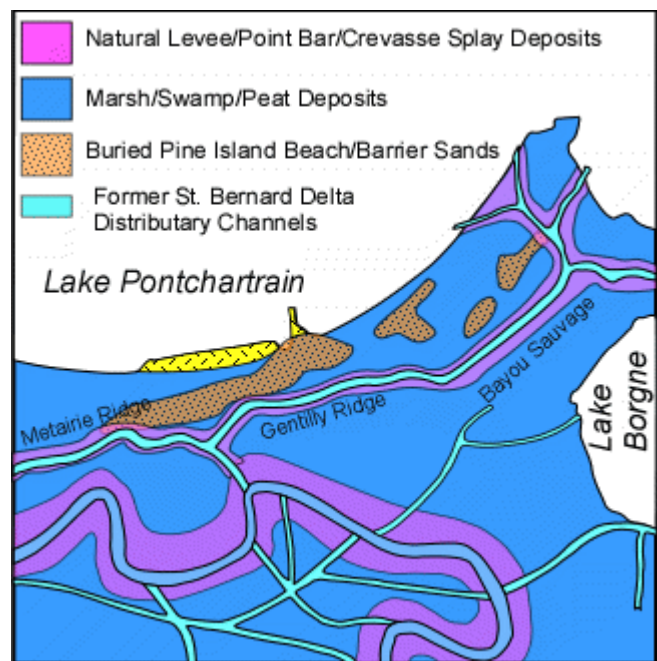 Natural Levee/Point Bar/Crevasse Splay Deposits
Marsh/Swamp/Peat Deposits
Buried Pine Island Beach/Barrier Sands
Former St. Bernard Delta
Distributary Channels
Lake Pontchartrain
Metairie Ridge
Gentilly Ridge
Bayou Sauvage
Lake
Borgne